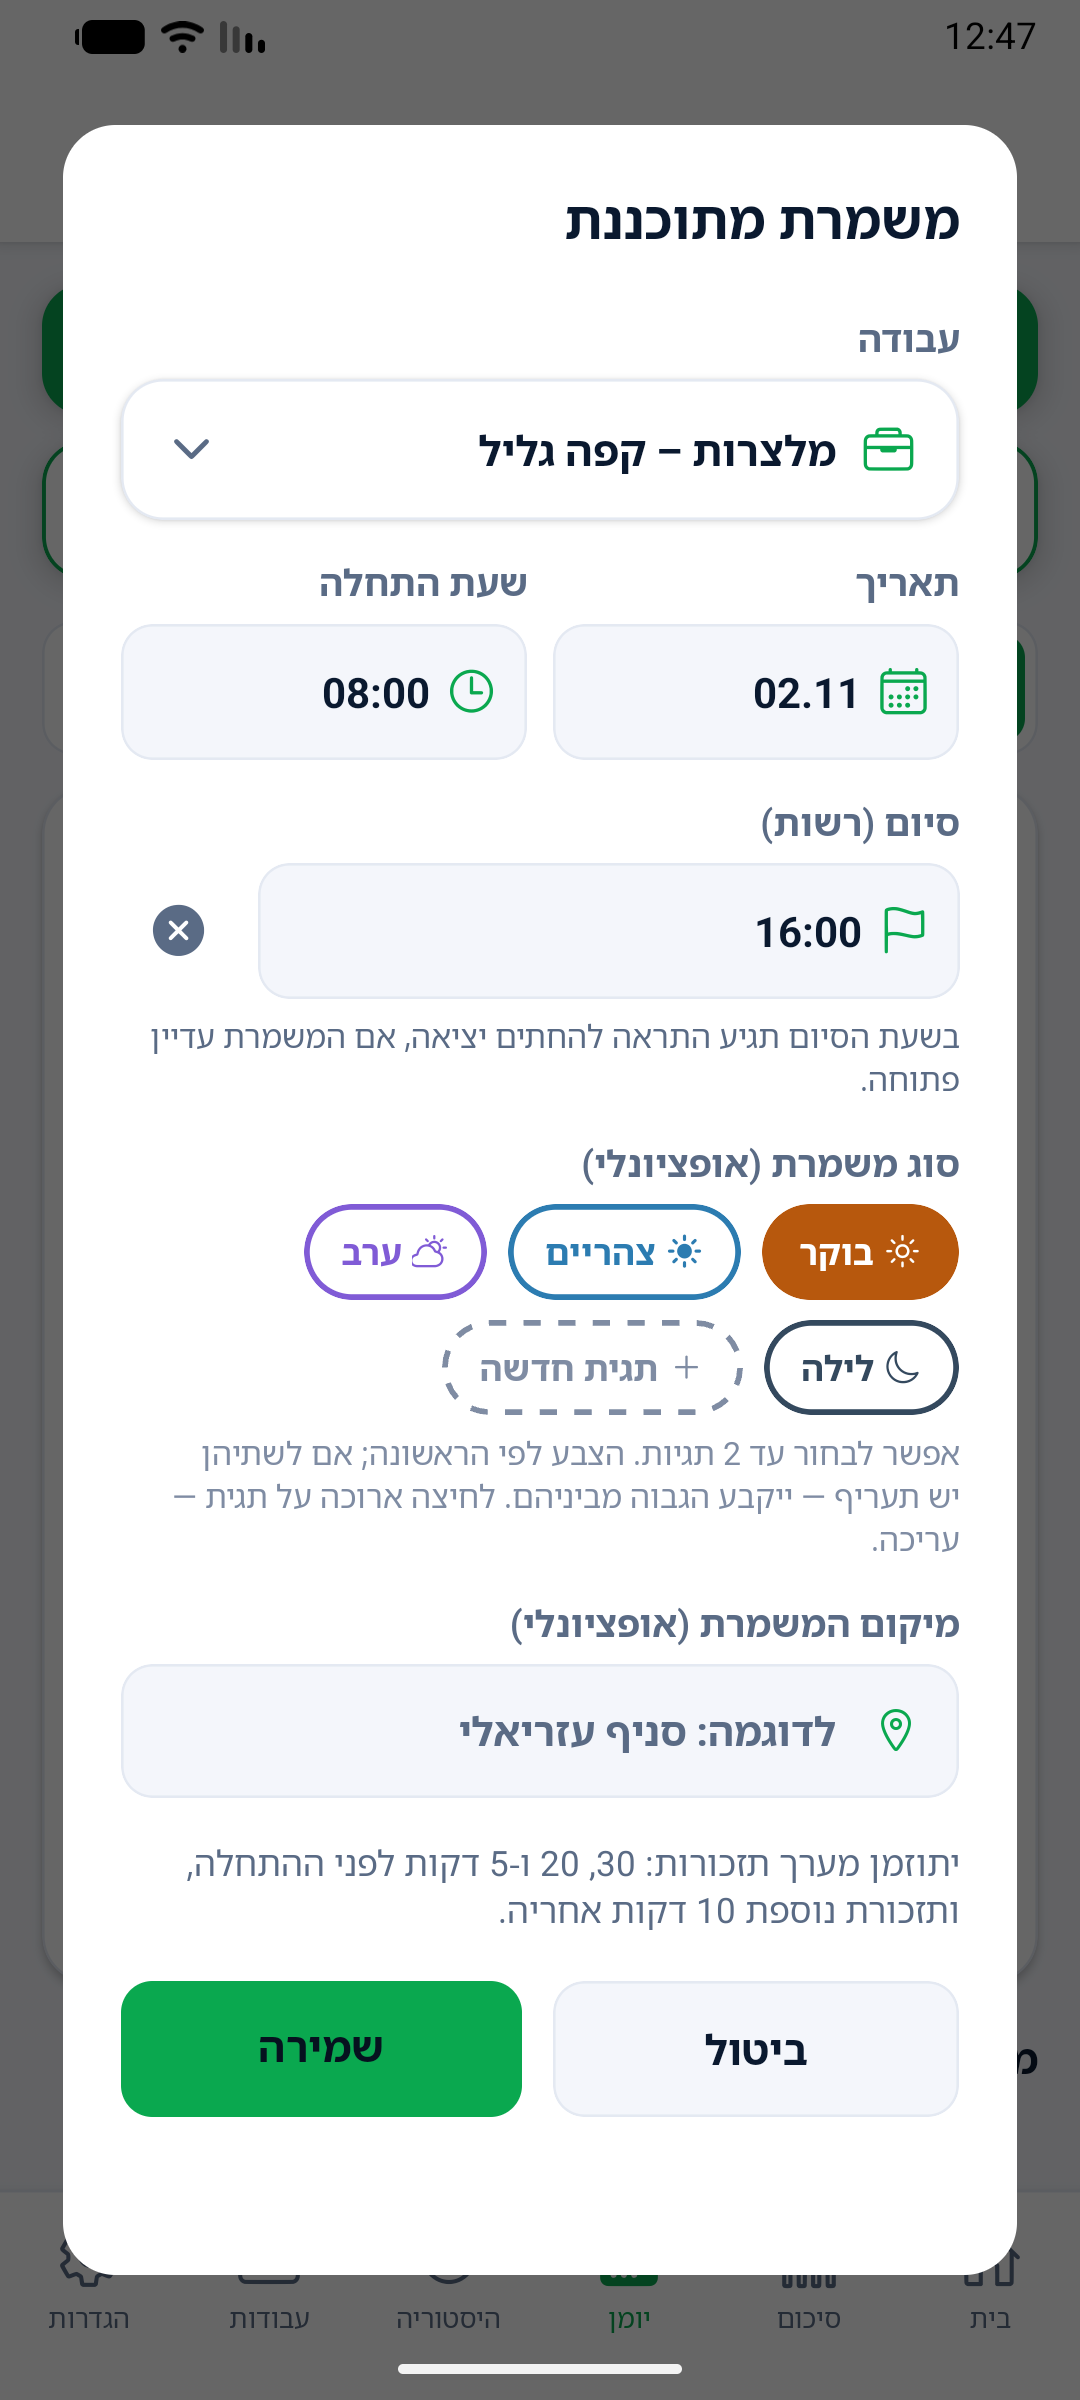 12:47
משמרת מתוכננת
עבודה
מלצרות – קפה גליל
תאריך
שעת התחלה
02.11
08:00
סיום (רשות)
16:00
בשעת הסיום תגיע התראה להחתים יציאה, אם המשמרת עדיין
פתוחה.
סוג משמרת (אופציונלי)
בוקר
צהריים
ערב
לילה
+ תגית חדשה
אפשר לבחור עד 2 תגיות. הצבע לפי הראשונה; אם לשתיהן
יש תעריף — ייקבע הגבוה מביניהם. לחיצה ארוכה על תגית —
עריכה.
מיקום המשמרת (אופציונלי)
לדוגמה: סניף עזריאלי
יתוזמן מערך תזכורות: 30, 20 ו-5 דקות לפני ההתחלה,
ותזכורת נוספת 10 דקות אחריה.
ביטול
שמירה
בית
סיכום
יומן
היסטוריה
עבודות
הגדרות